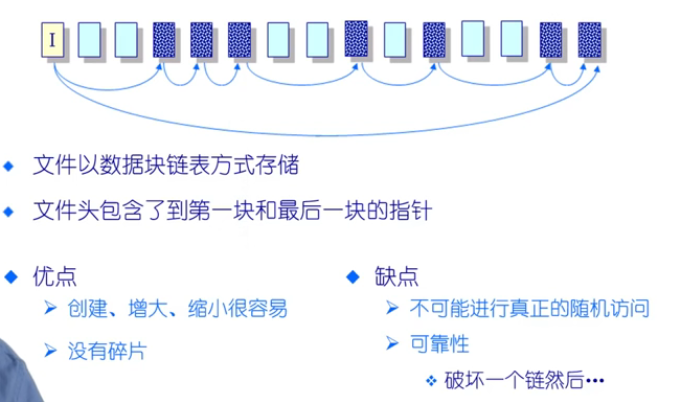 I
文件以数据块链表方式存储
文件头包含了到第一块和最后一块的指针
优点
创建、增大、缩小很容易
没有碎片
缺点
不可能进行真正的随机访问
可靠性
破坏一个链然后…